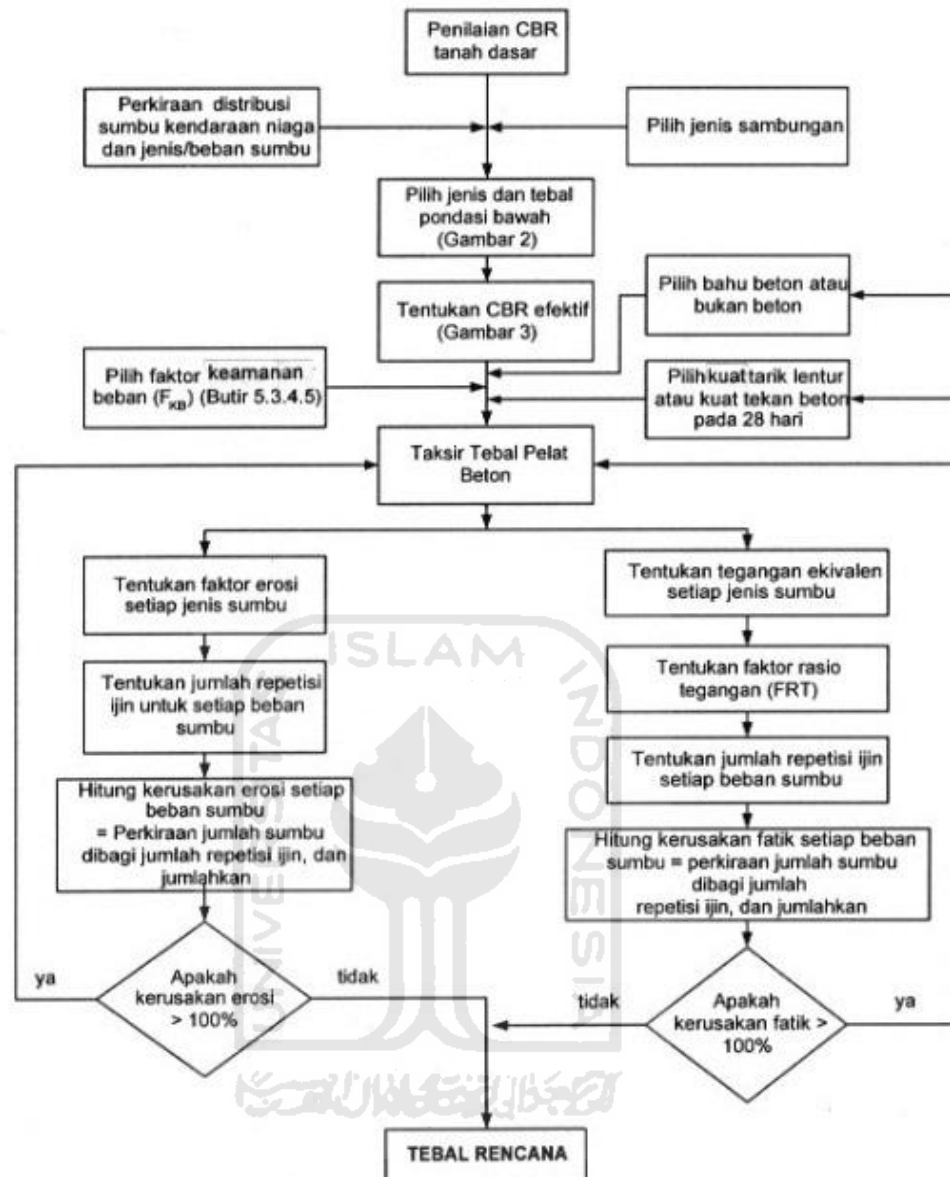 Penilaian CBR
tanah dasar
Perkiraan distribusi
sumbu kendaraan niaga
dan jenis/beban sumbu
Pilih jenis sambungan
Pilih jenis dan tebal
pondasi bawah
(Gambar 2)
Tentukan CBR efektif
(Gambar 3)
Pilih bahu beton atau
bukan beton
Pilih faktor keamanan
beban (FKB) (Butir 5.3.4.5)
Pilih kuat tarik lentur
atau kuat tekan beton
pada 28 hari
Taksir Tebal Pelat
Beton
Tentukan faktor erosi
setiap jenis sumbu
Tentukan jumlah repetisi
ijin untuk setiap beban
sumbu
Hitung kerusakan erosi setiap
beban sumbu
= Perkiraan jumlah sumbu
dibagi jumlah repetisi ijin, dan
jumlahkan
ya
Apakah
kerusakan erosi
> 100%
tidak
Tentukan tegangan ekivalen
setiap jenis sumbu
Tentukan faktor rasio
tegangan (FRT)
Tentukan jumlah repetisi ijin
setiap beban sumbu
Hitung kerusakan fatik setiap beban
sumbu = perkiraan jumlah sumbu
dibagi jumlah
repetisi ijin, dan jumlahkan
tidak
Apakah
kerusakan fatik >
100%
ya
TEBAL RENCANA
UNIVERSITAS ISLAM INDONESIA